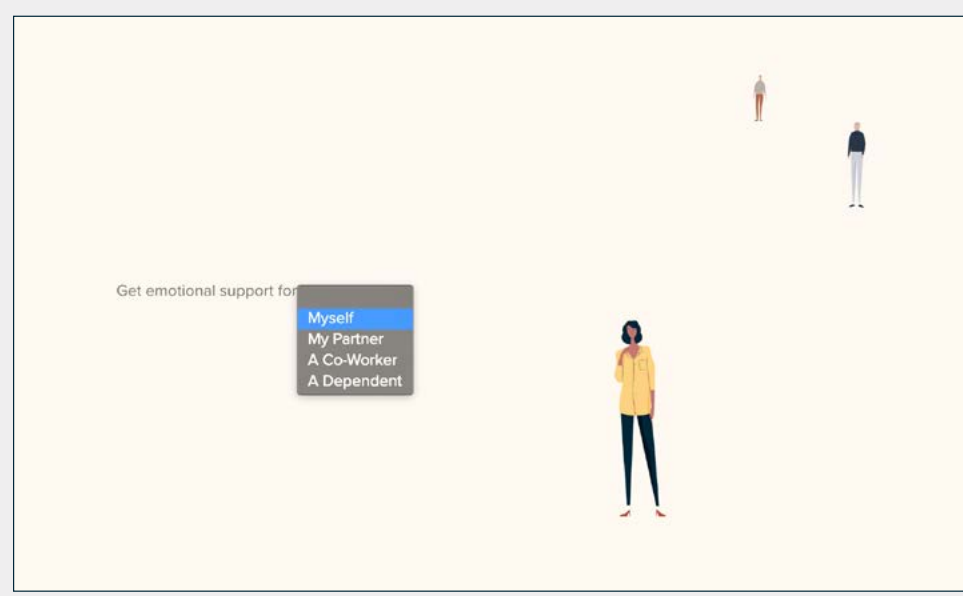 Get emotional support for
Myself
My Partner
A Co-Worker
A Dependent